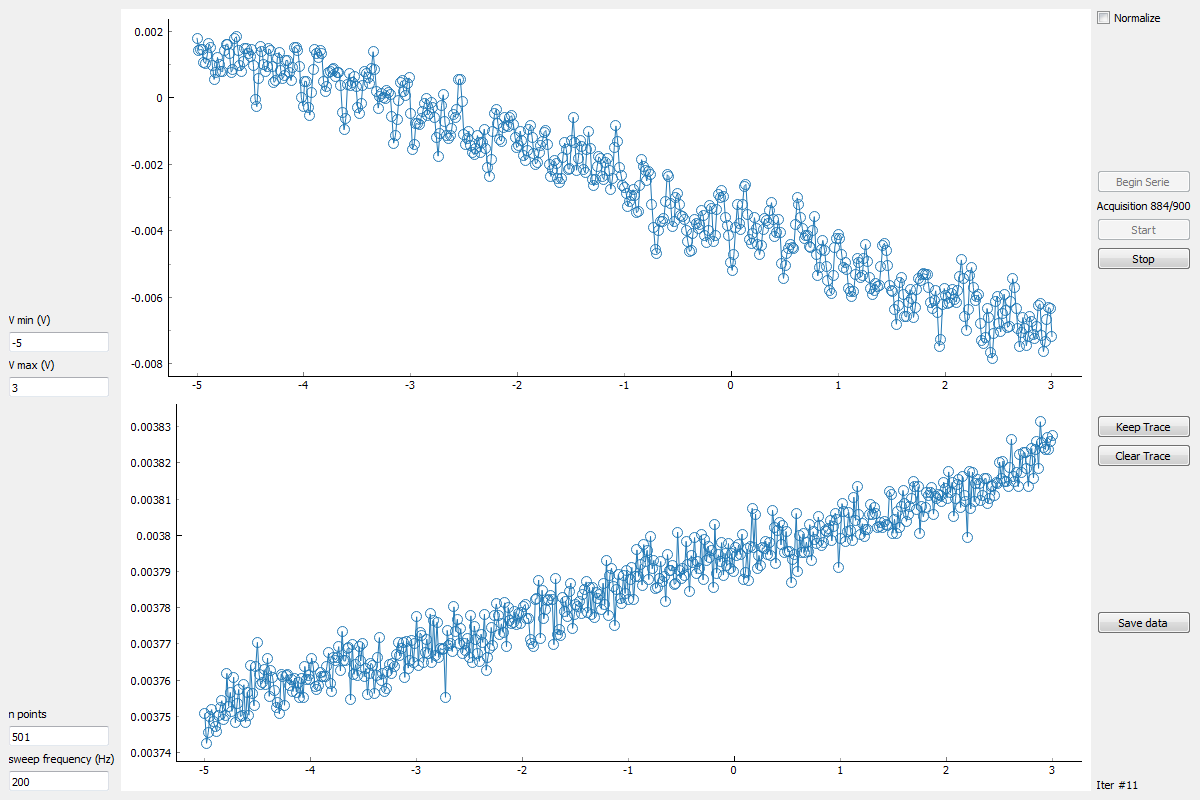 Normalize
0.002
0
-0.002
-0.004
-0.006
-0.008
-5
-4
-3
-2
-1
0
1
2
3
V min (V)
-5
V max (V)
3
Begin Serie
Acquisition 884/900
Start
Stop
0.00383
0.00382
0.00381
0.0038
0.00379
0.00378
0.00377
0.00376
0.00375
0.00374
-5
-4
-3
-2
-1
0
1
2
3
Keep Trace
Clear Trace
Save data
n points
501
sweep frequency (Hz)
200
Iter #11